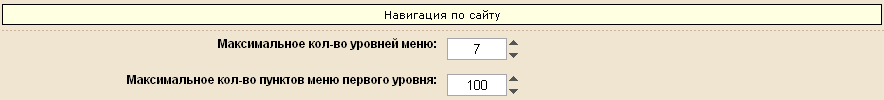 Навигация по сайту
Максимальное кол-во уровней меню: 7
Максимальное кол-во пунктов меню первого уровня: 100